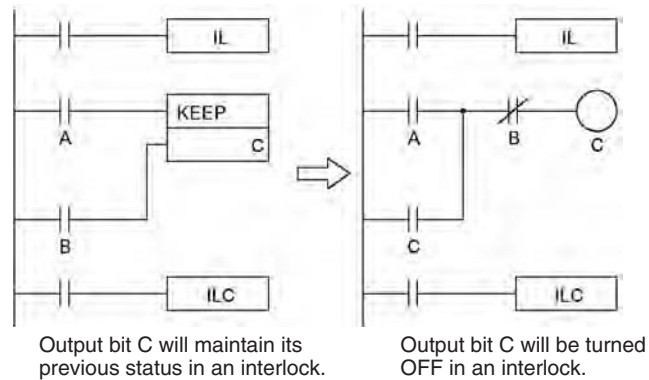 IL
KEEP
A
C
B
ILC
IL
A
B
C
C
ILC
Output bit C will maintain its
previous status in an interlock.
Output bit C will be turned
OFF in an interlock.